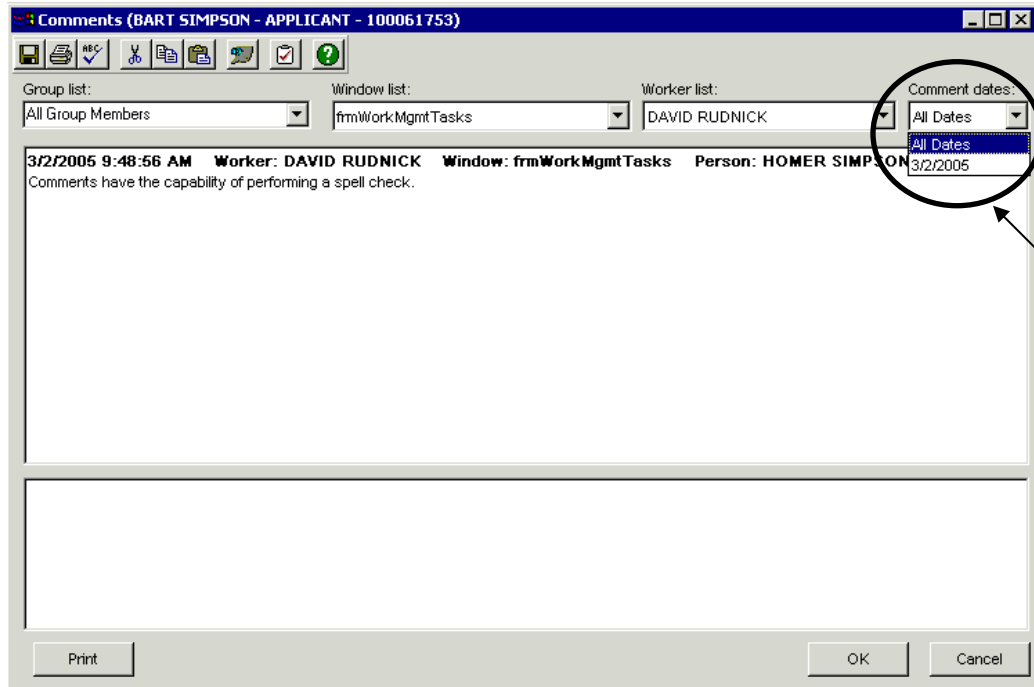 Comments (BART SIMPSON - APPLICANT - 100061753)
ABC
?
Group list: Window list: Worker list: Comment dates:
All Group Members frmWorkMgmtTasks DAVID RUDNICK All Dates
All Dates
3/2/2005
3/2/2005 9:48:56 AM Worker: DAVID RUDNICK Window: frmWorkMgmtTasks Person: HOMER SIMPSON
Comments have the capability of performing a spell check.
Print OK Cancel